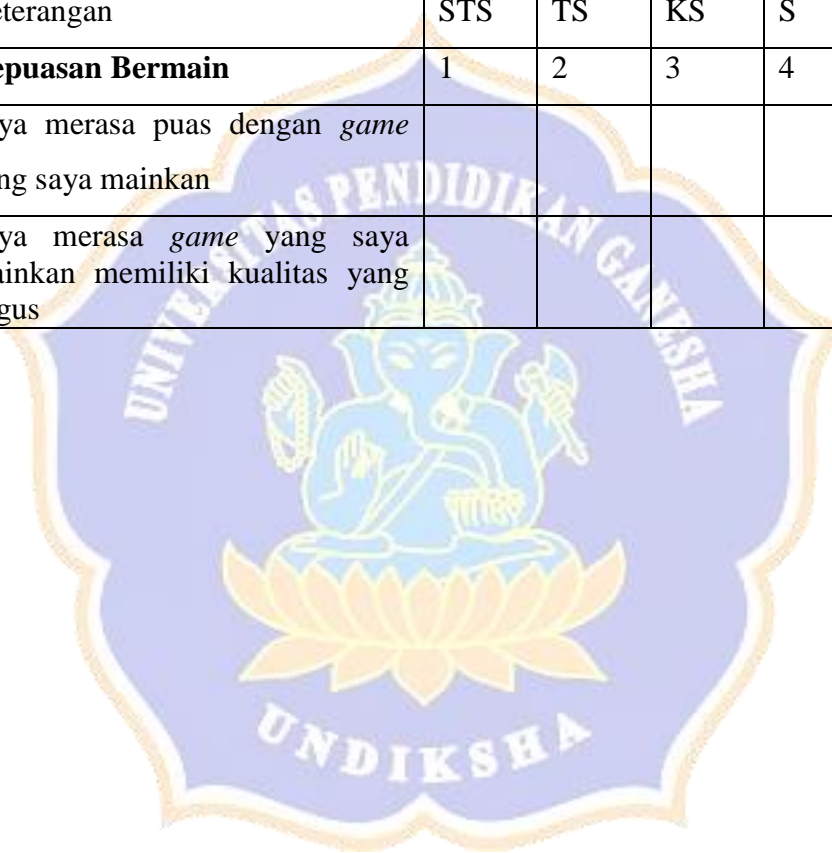 eterangan STS TS KS S
epuasan Bermain 1 2 3 4
ya merasa puas dengan game
ng saya mainkan
ya merasa game yang saya
ainkan memiliki kualitas yang
gus
UNIVERSITAS PENDIDIKAN GANESHA
UNDIKSHA